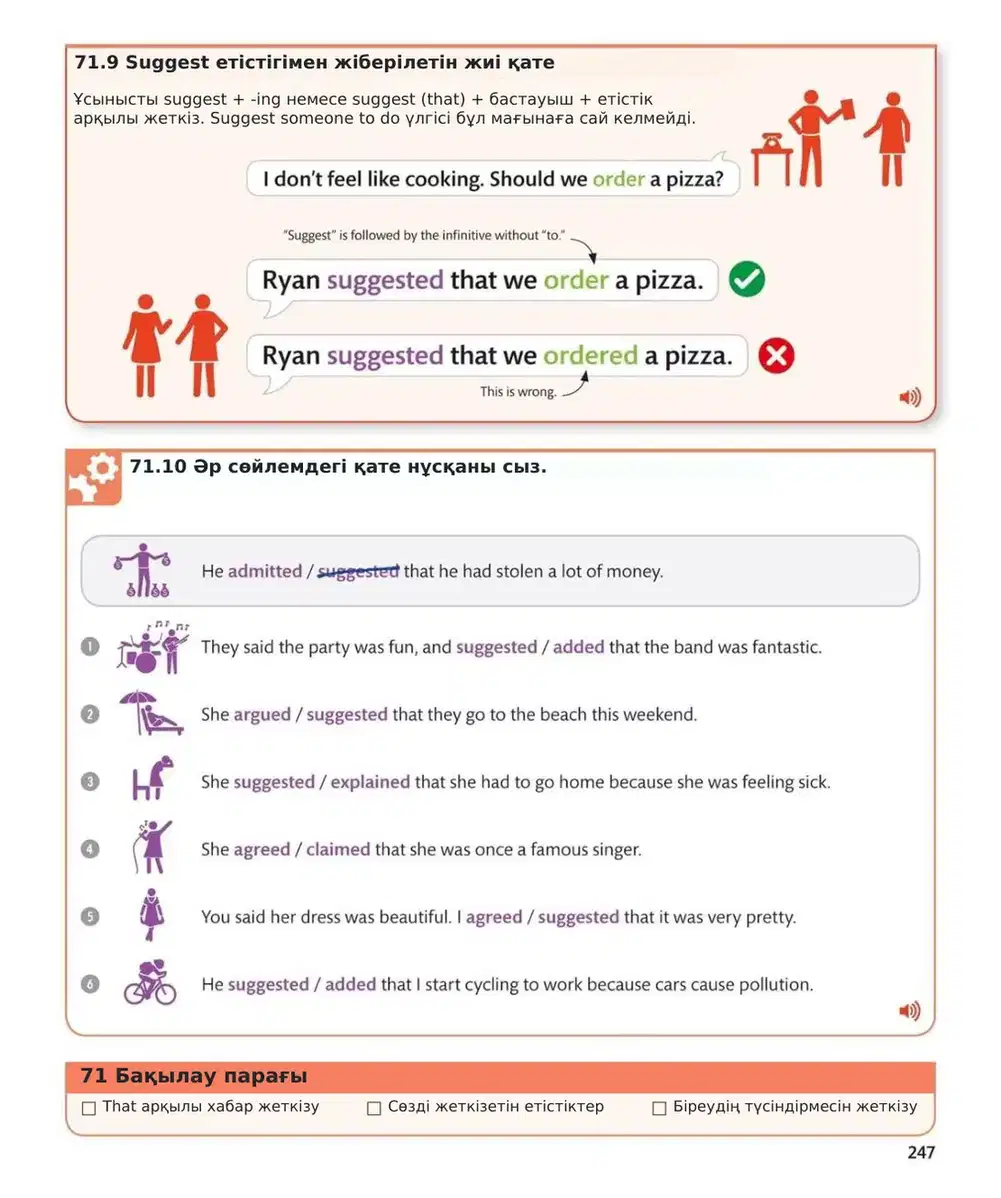 71.9 Suggest етістігімен жіберілетін жиі қате
Ұсынысты suggest + -ing немесе suggest (that) + бастауыш + етістік
арқылы жеткіз. Suggest someone to do үлгісі бұл мағынаға сай келмейді.
I don't feel like cooking. Should we order a pizza?
"Suggest" is followed by the infinitive without "to."
Ryan suggested that we order a pizza.
Ryan suggested that we ordered a pizza.
This is wrong.
71.10 Әр сөйлемдегі қате нұсқаны сыз.
He admitted / suggested that he had stolen a lot of money.
1 They said the party was fun, and suggested / added that the band was fantastic.
2 She argued / suggested that they go to the beach this weekend.
3 She suggested / explained that she had to go home because she was feeling sick.
4 She agreed / claimed that she was once a famous singer.
5 You said her dress was beautiful. I agreed / suggested that it was very pretty.
6 He suggested / added that I start cycling to work because cars cause pollution.
71 Бақылау парағы
That арқылы хабар жеткізу
Сөзді жеткізетін етістіктер
Біреудің түсіндірмесін жеткізу
247